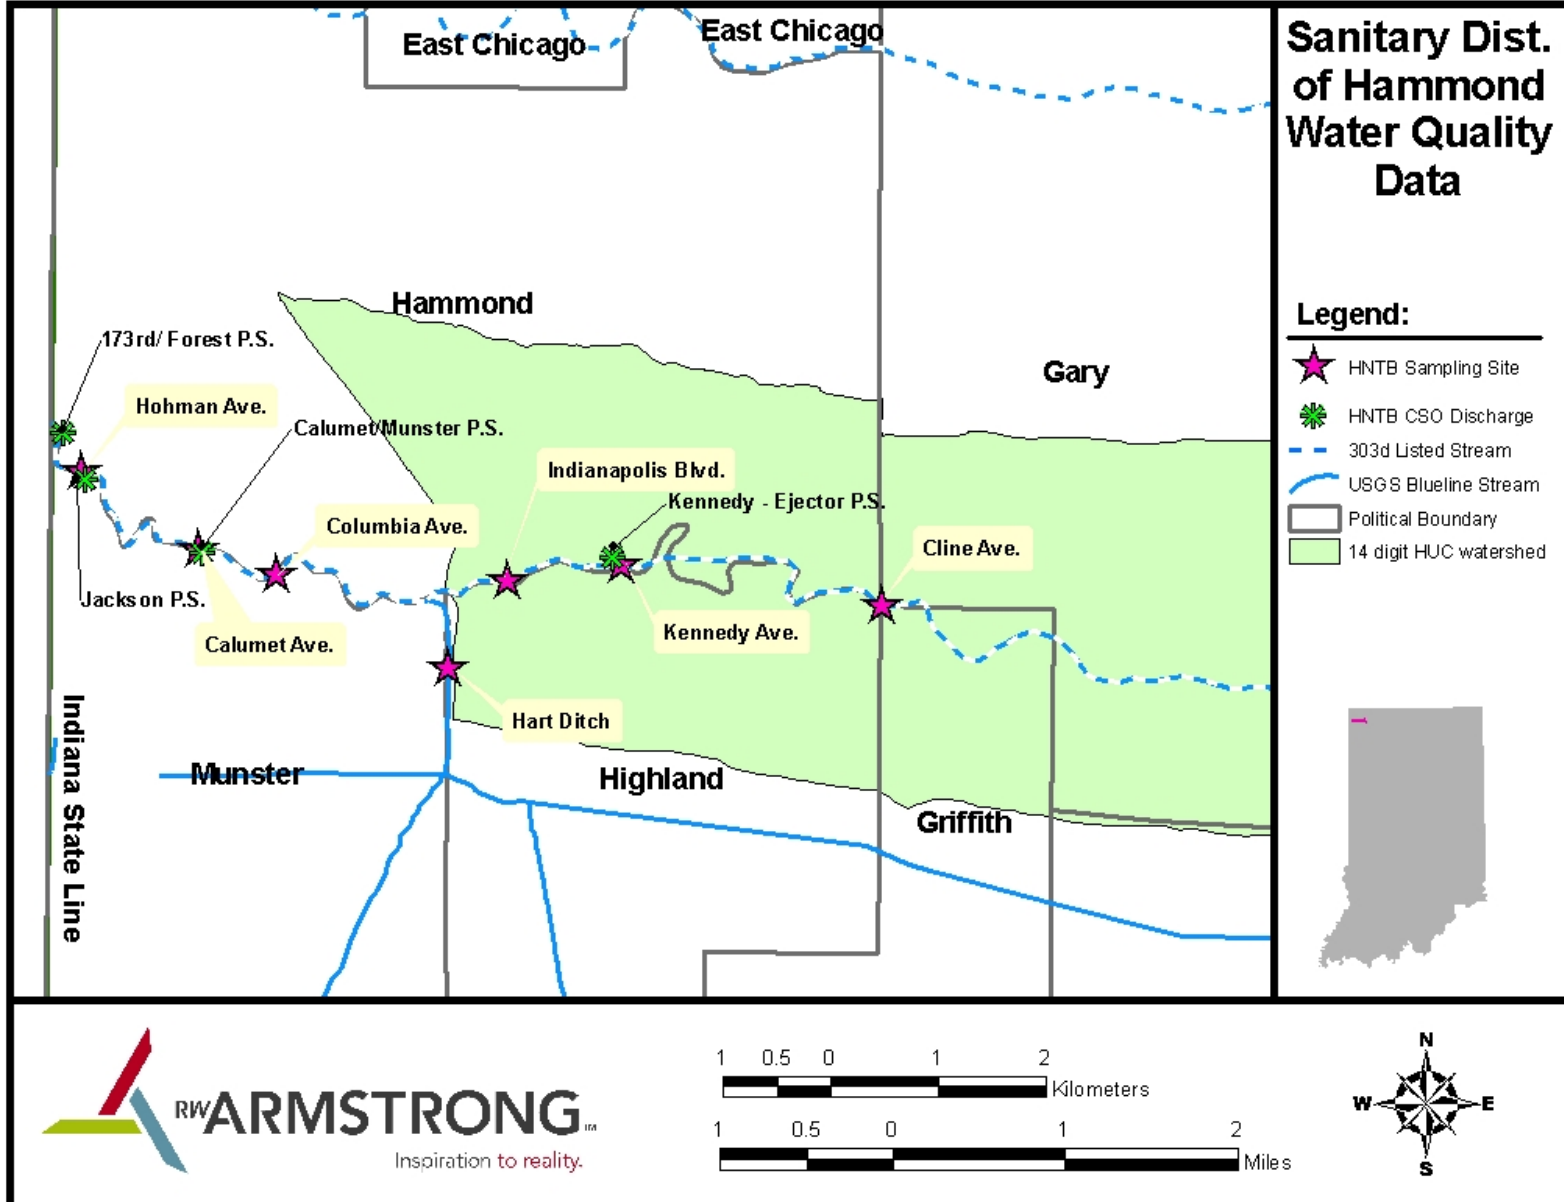 East Chicago
East Chicago
Sanitary Dist.
of Hammond
Water Quality
Data
Hammond
173rd/ Forest P.S.
Hohman Ave.
Calumet/Munster P.S.
Gary
Indianapolis Blvd.
Kennedy - Ejector P.S.
Columbia Ave.
Cline Ave.
Jackson P.S.
Calumet Ave.
Kennedy Ave.
Hart Ditch
Indiana State Line
Munster
Highland
Griffith
Legend:
HNTB Sampling Site
HNTB CSO Discharge
303d Listed Stream
USGS Blueline Stream
Political Boundary
14 digit HUC watershed
RWARMSTRONG™
Inspiration to reality.
1 0.5 0 1 2
Kilometers
1 0.5 0 1 2
Miles
N
W E
S